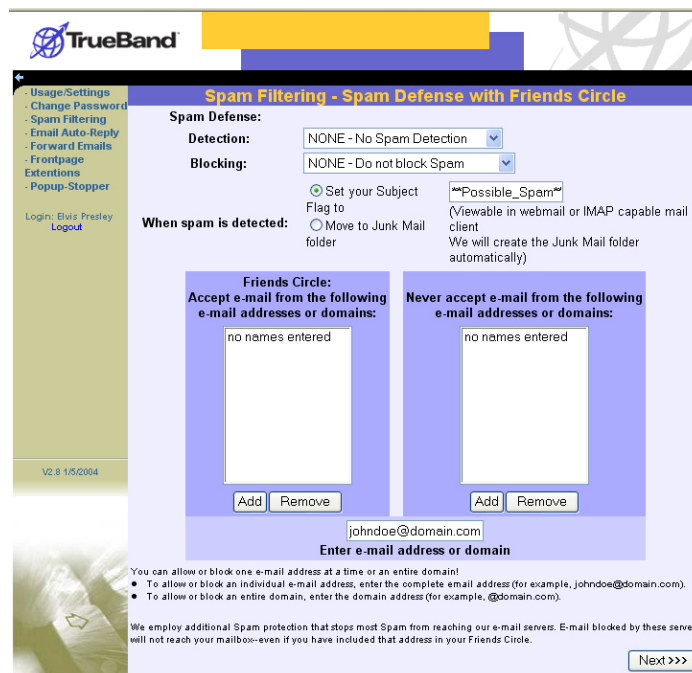 TrueBand
- Usage/Settings
- Change Password
- Spam Filtering
- Email Auto-Reply
- Forward Emails
- Frontpage
Extentions
- Popup-Stopper
Login: Elvis Presley
Logout
V2.8 1/5/2004
Spam Filtering - Spam Defense with Friends Circle
Spam Defense:
Detection:
NONE - No Spam Detection
Blocking:
NONE - Do not block Spam
When spam is detected:
Set your Subject
Flag to
Move to Junk Mail
folder
**Possible_Spam**
(Viewable in webmail or IMAP capable mail
client
We will create the Junk Mail folder
automatically)
Friends Circle:
Accept e-mail from the following
e-mail addresses or domains:
no names entered
Add Remove
Never accept e-mail from the following
e-mail addresses or domains:
no names entered
Add Remove
johndoe@domain.com
Enter e-mail address or domain
You can allow or block one e-mail address at a time or an entire domain!
● To allow or block an individual e-mail address, enter the complete email address (for example, johndoe@domain.com).
● To allow or block an entire domain, enter the domain address (for example, @domain.com).
We employ additional Spam protection that stops most Spam from reaching our e-mail servers. E-mail blocked by these serve
will not reach your mailbox--even if you have included that address in your Friends Circle.
Next >>>